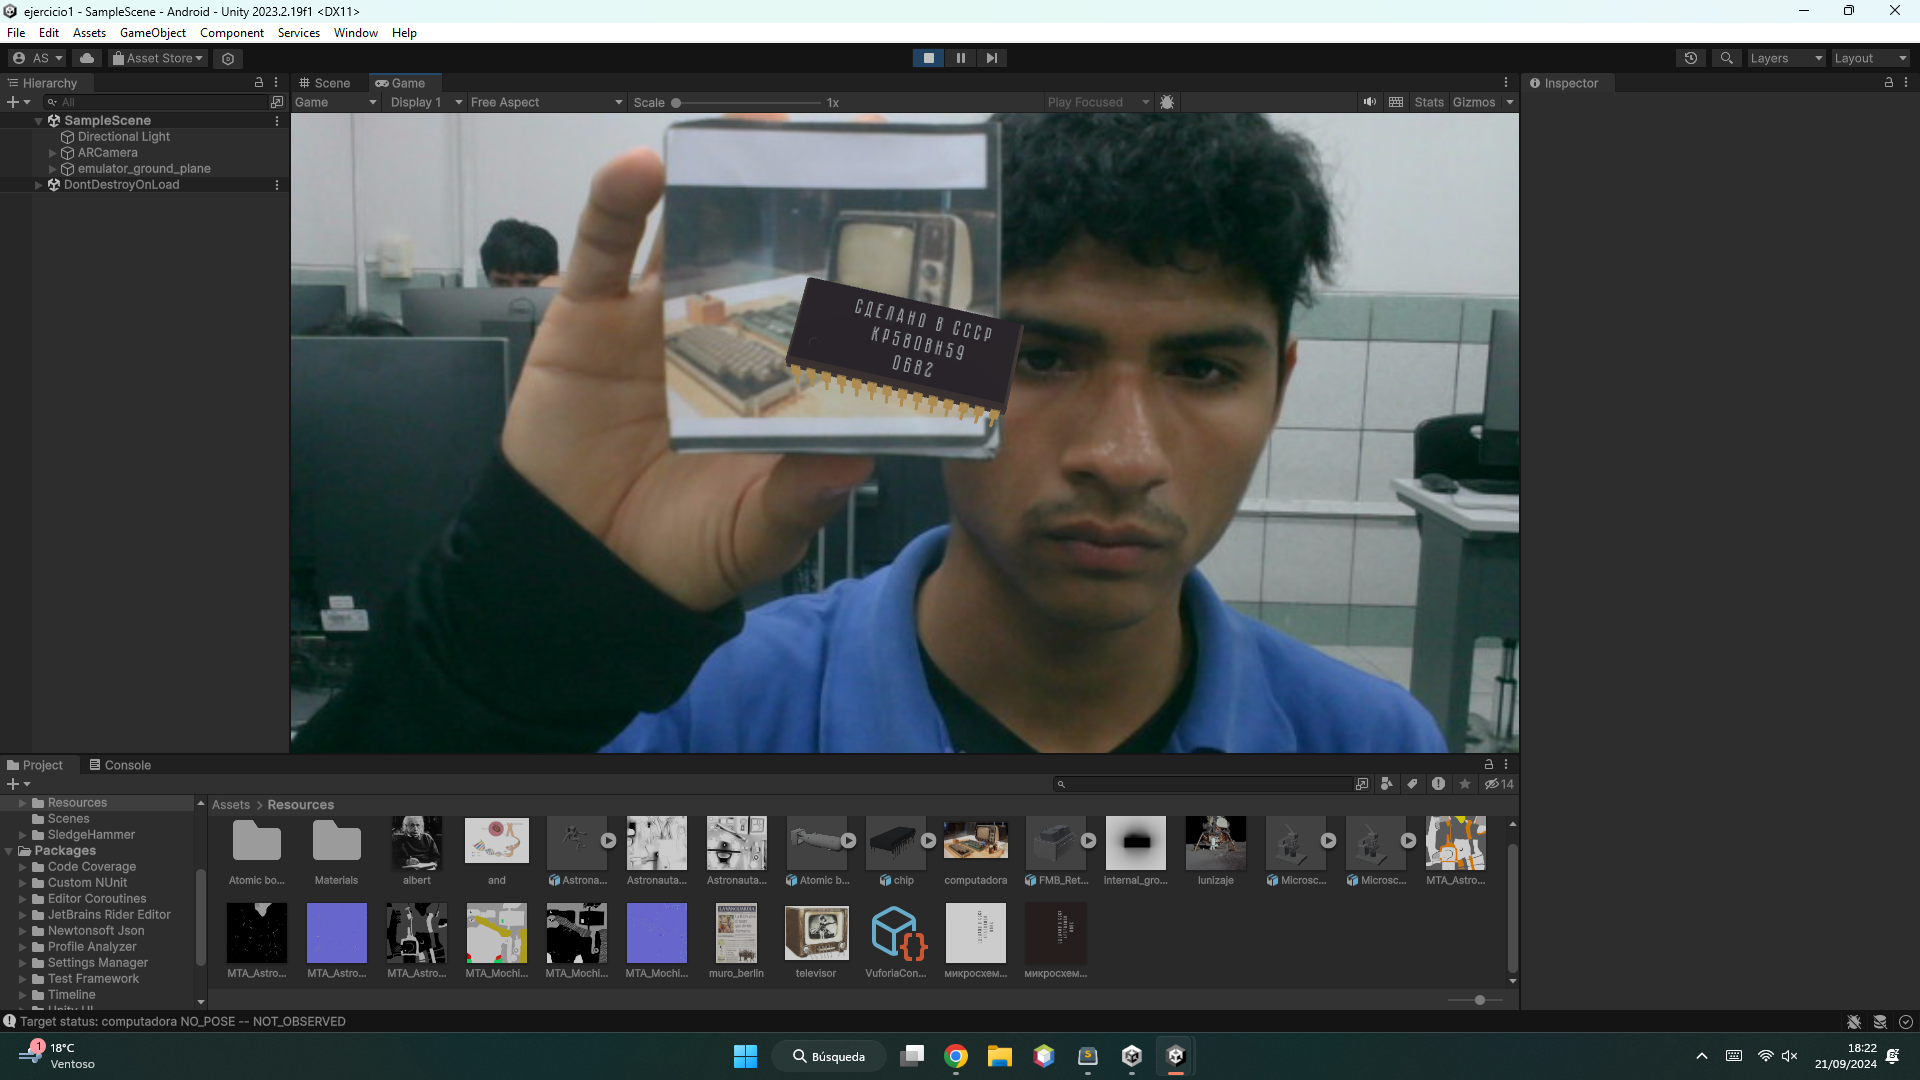 ejercicio1 - SampleScene - Android - Unity 2023.2.19f1 <DX11>
File Edit Assets GameObject Component Services Window Help
AS Asset Store Layers Layout
Hierarchy Scene Game Inspector
All Game Display 1 Free Aspect Scale 1x Play Focused Stats Gizmos
SampleScene
Directional Light
ARCamera
emulator_ground_plane
DontDestroyOnLoad
СДЕЛАНО В СССР
КР580ВН59
0682
Project Console
14
Resources
Scenes
SledgeHammer
Packages
Code Coverage
Custom NUnit
Editor Coroutines
JetBrains Rider Editor
Newtonsoft Json
Profile Analyzer
Settings Manager
Test Framework
Timeline
Unity UI
Assets > Resources
Atomic bo... Materials albert and Astrona... Astronauta... Astronauta... Atomic b... chip computadora FMB_Ret... internal_gro... lunizaje Microsc... Microsc... MTA_Astro...
MTA_Astro... MTA_Astro... MTA_Astro... MTA_Mochi... MTA_Mochi... MTA_Mochi... muro_berlin televisor VuforiaCon... микросхем... микросхем...
Target status: computadora NO_POSE -- NOT_OBSERVED
1
18°C
Ventoso
Búsqueda
18:22
21/09/2024